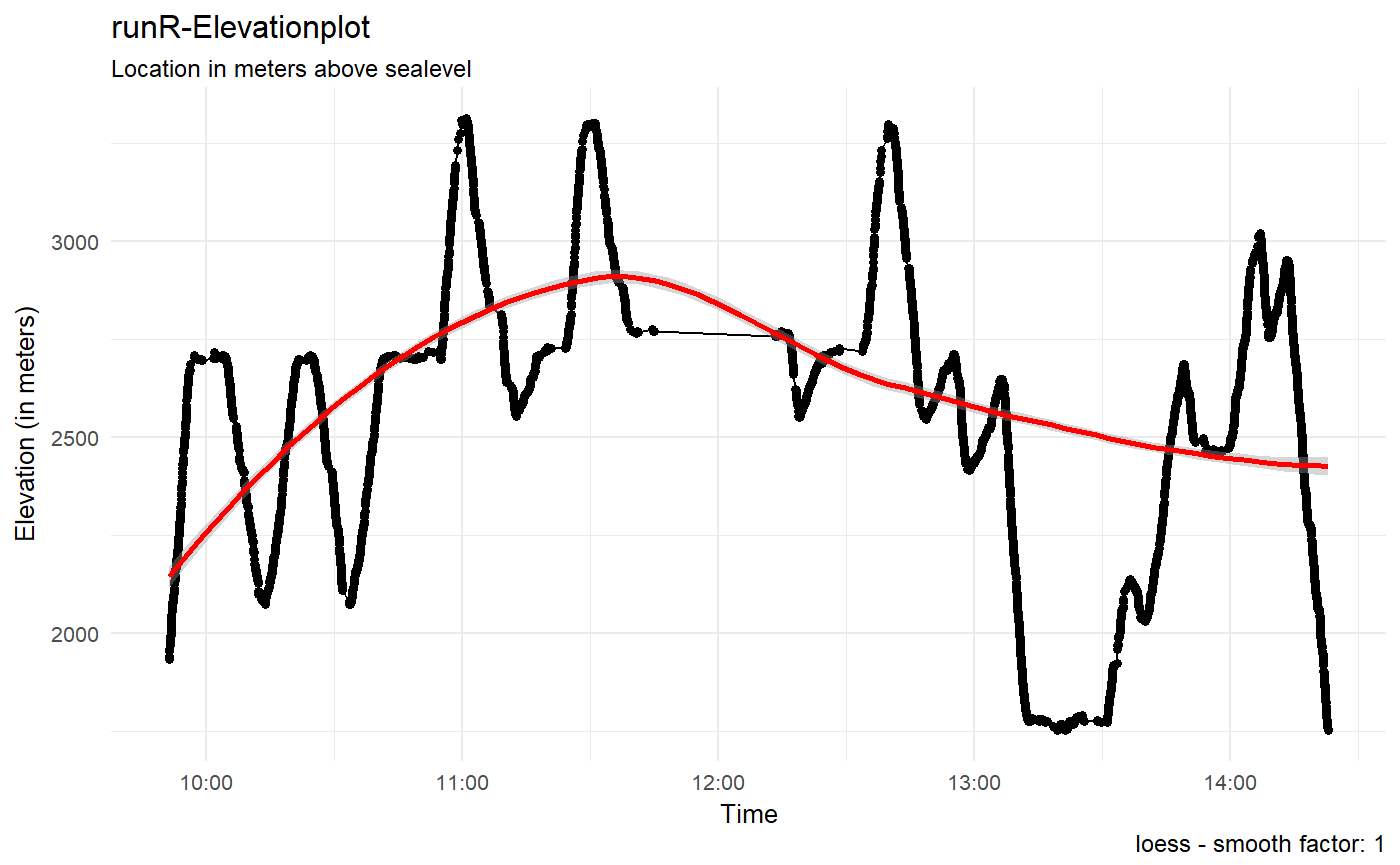 runR-Elevationplot
Location in meters above sealevel
Elevation (in meters)
3000
2500
2000
10:00 11:00 12:00 13:00 14:00
Time
loess - smooth factor: 1